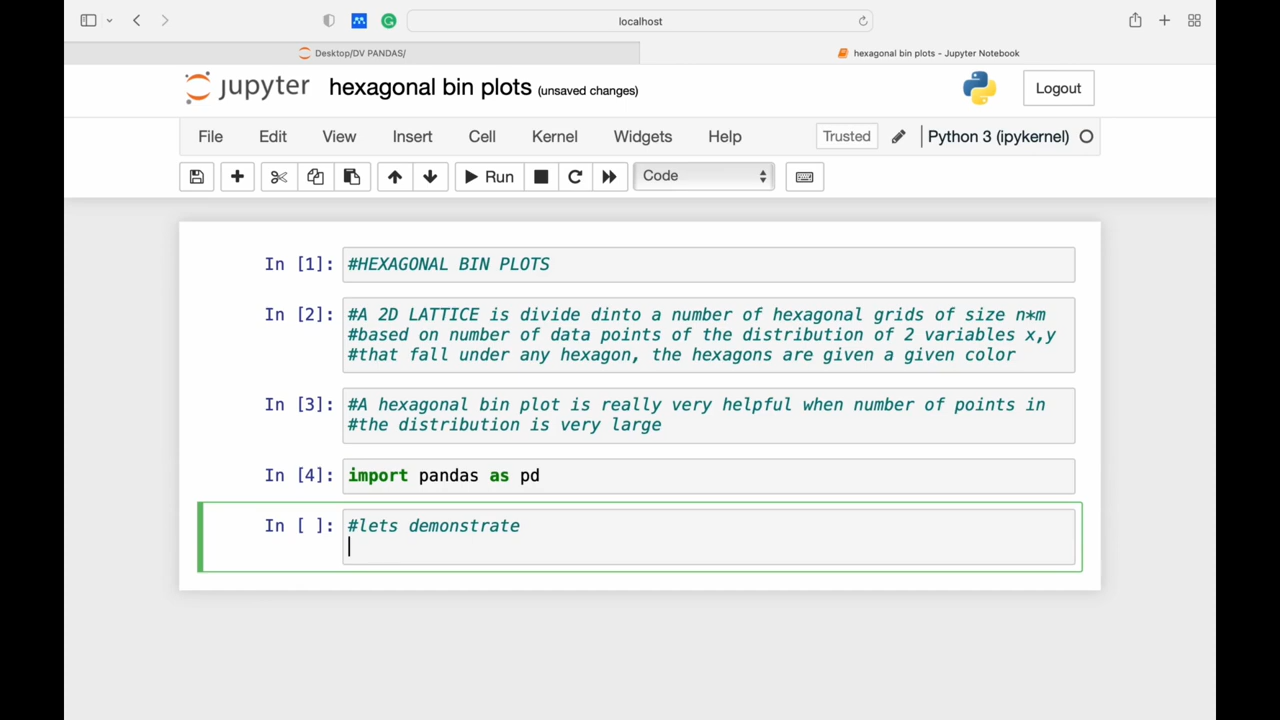 localhost
Desktop/DV PANDAS/
hexagonal bin plots - Jupyter Notebook
jupyter hexagonal bin plots (unsaved changes)
Logout
File Edit View Insert Cell Kernel Widgets Help Trusted Python 3 (ipykernel)
Run Code
In [1]: #HEXAGONAL BIN PLOTS
In [2]: #A 2D LATTICE is divide dinto a number of hexagonal grids of size n*m
#based on number of data points of the distribution of 2 variables x,y
#that fall under any hexagon, the hexagons are given a given color
In [3]: #A hexagonal bin plot is really very helpful when number of points in
#the distribution is very large
In [4]: import pandas as pd
In [ ]: #lets demonstrate